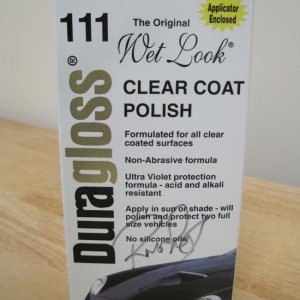 Applicator
Enclosed
111
The Original
Wet Look®
Duragloss®
CLEAR COAT
POLISH
Formulated for all clear
coated surfaces
Non-Abrasive formula
Ultra Violet protection
formula - acid and alkali
resistant
Apply in sun or shade - will
polish and protect two full
size vehicles
No silicone oils